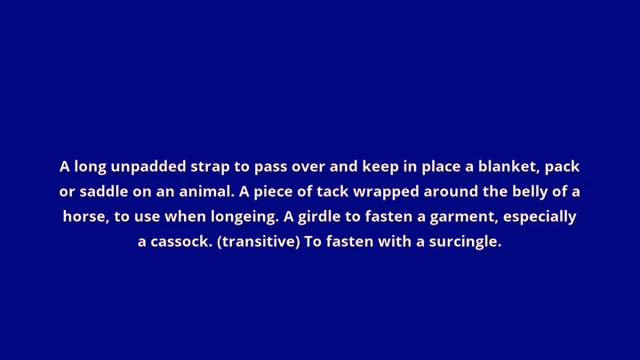 A long unpadded strap to pass over and keep in place a blanket, pack
or saddle on an animal. A piece of tack wrapped around the belly of a
horse, to use when longeing. A girdle to fasten a garment, especially
a cassock. (transitive) To fasten with a surcingle.